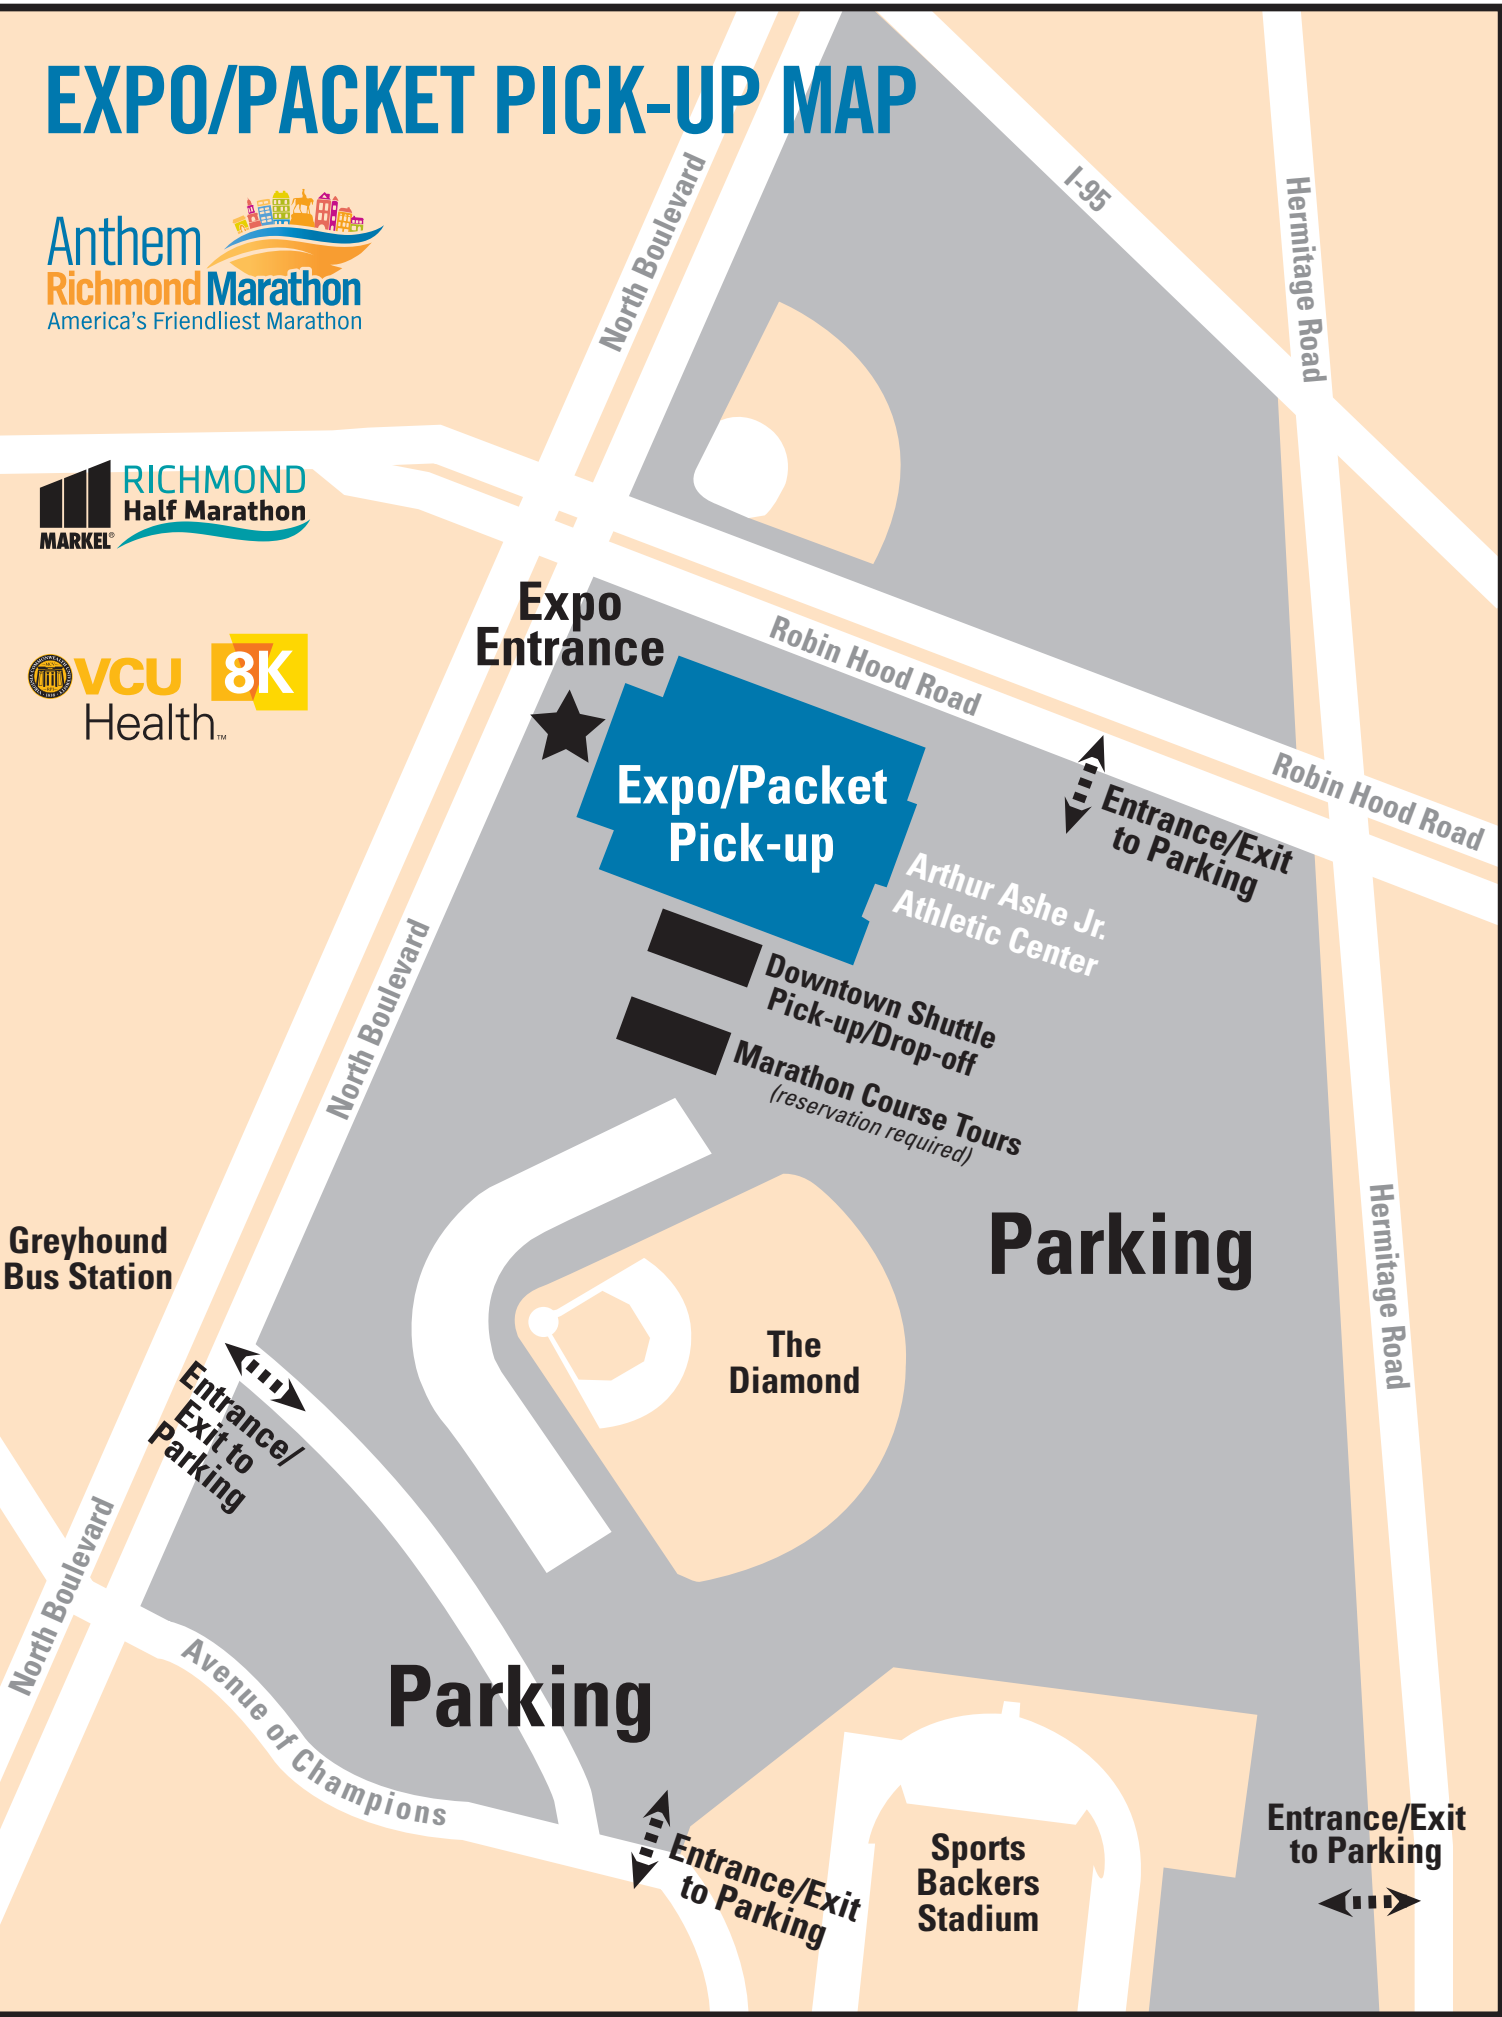 EXPO/PACKET PICK-UP MAP
Anthem
Richmond Marathon
America's Friendliest Marathon
MARKEL®
RICHMOND
Half Marathon
VCU
Health™
8K
North Boulevard
I-95
Hermitage Road
Expo
Entrance
Robin Hood Road
Robin Hood Road
Expo/Packet
Pick-up
Entrance/Exit
to Parking
Arthur Ashe Jr.
Athletic Center
North Boulevard
Downtown Shuttle
Pick-up/Drop-off
Marathon Course Tours
(reservation required)
Greyhound
Bus Station
Parking
Hermitage Road
The
Diamond
Entrance/
Exit to
Parking
North Boulevard
Avenue of Champions
Parking
Entrance/Exit
to Parking
Sports
Backers
Stadium
Entrance/Exit
to Parking